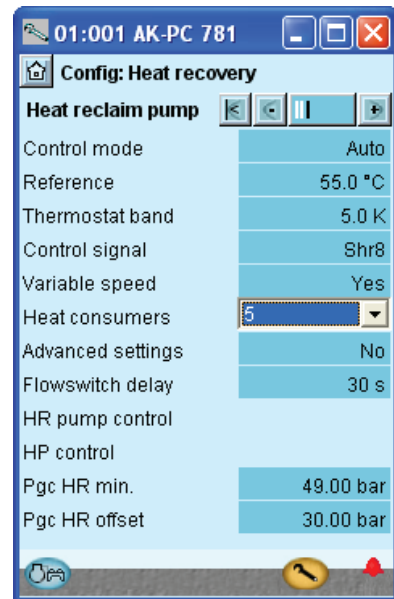 01:001 AK-PC 781
Config: Heat recovery
Heat reclaim pump
Control mode Auto
Reference 55.0 °C
Thermostat band 5.0 K
Control signal Shr8
Variable speed Yes
Heat consumers 5
Advanced settings No
Flowswitch delay 30 s
HR pump control
HP control
Pgc HR min. 49.00 bar
Pgc HR offset 30.00 bar